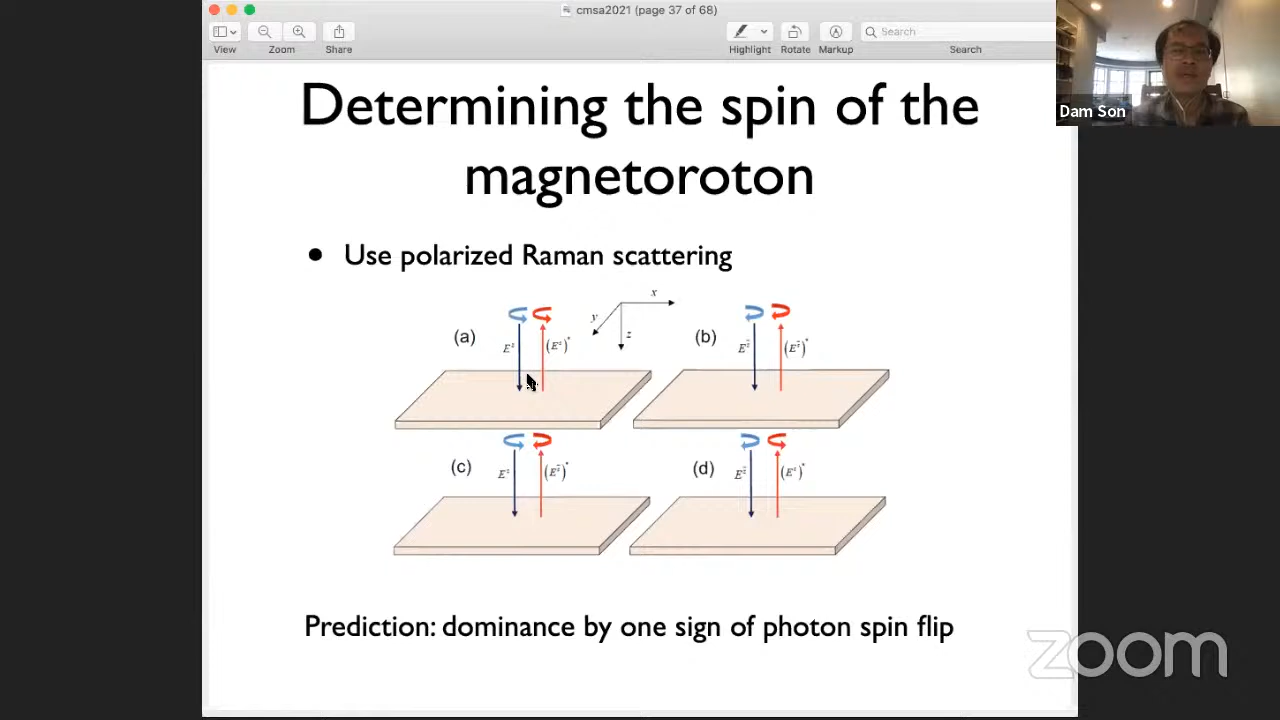 cmsa2021 (page 37 of 68)
View
Zoom
Share
Highlight
Rotate
Markup
Search
Search
Dam Son
Determining the spin of the
magnetoroton
• Use polarized Raman scattering
x
y
z
(a)
E^z
(E^z)^*
(b)
E^z̄
(E^z̄)^*
(c)
E^z
(E^z̄)^*
(d)
E^z̄
(E^z)^*
Prediction: dominance by one sign of photon spin flip
zoom